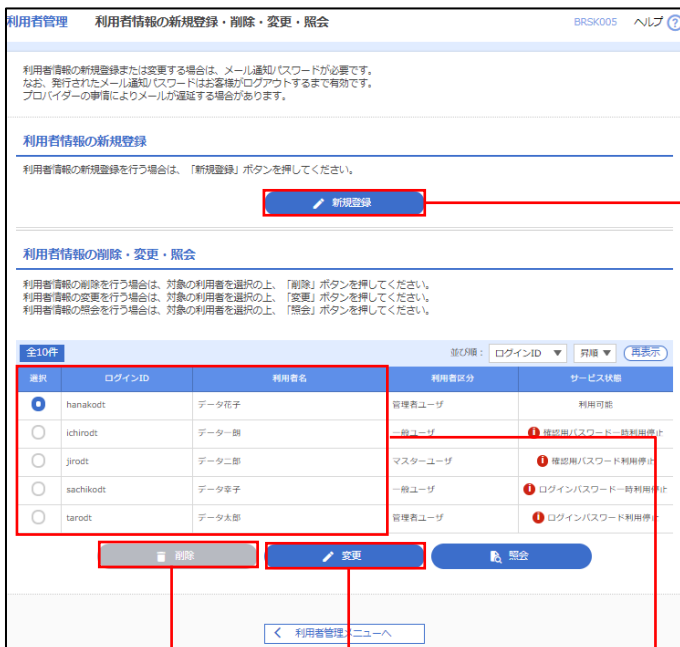 利用者管理 利用者情報の新規登録・削除・変更・照会 BRSK005 ヘルプ ?
利用者情報の新規登録または変更する場合は、メール通知パスワードが必要です。
なお、発行されたメール通知パスワードはお客様がログアウトするまで有効です。
プロバイダーの事情によりメールが遅延する場合があります。
利用者情報の新規登録
利用者情報の新規登録を行う場合は、「新規登録」ボタンを押してください。
新規登録
利用者情報の削除・変更・照会
利用者情報の削除を行う場合は、対象の利用者を選択の上、「削除」ボタンを押してください。
利用者情報の変更を行う場合は、対象の利用者を選択の上、「変更」ボタンを押してください。
利用者情報の照会を行う場合は、対象の利用者を選択の上、「照会」ボタンを押してください。
全10件 並び順： ログインID ▼ 昇順 ▼ 再表示
選択 ログインID 利用者名 利用者区分 サービス状態
hanakodt データ花子 管理者ユーザ 利用可能
ichirodt データ一朗 一般ユーザ 確認用パスワード一時利用停止
jirodt データ二郎 マスターユーザ 確認用パスワード利用停止
sachikodt データ幸子 一般ユーザ ログインパスワード一時利用停止
tarodt データ太郎 管理者ユーザ ログインパスワード利用停止
削除 変更 照会
利用者管理メニューへ